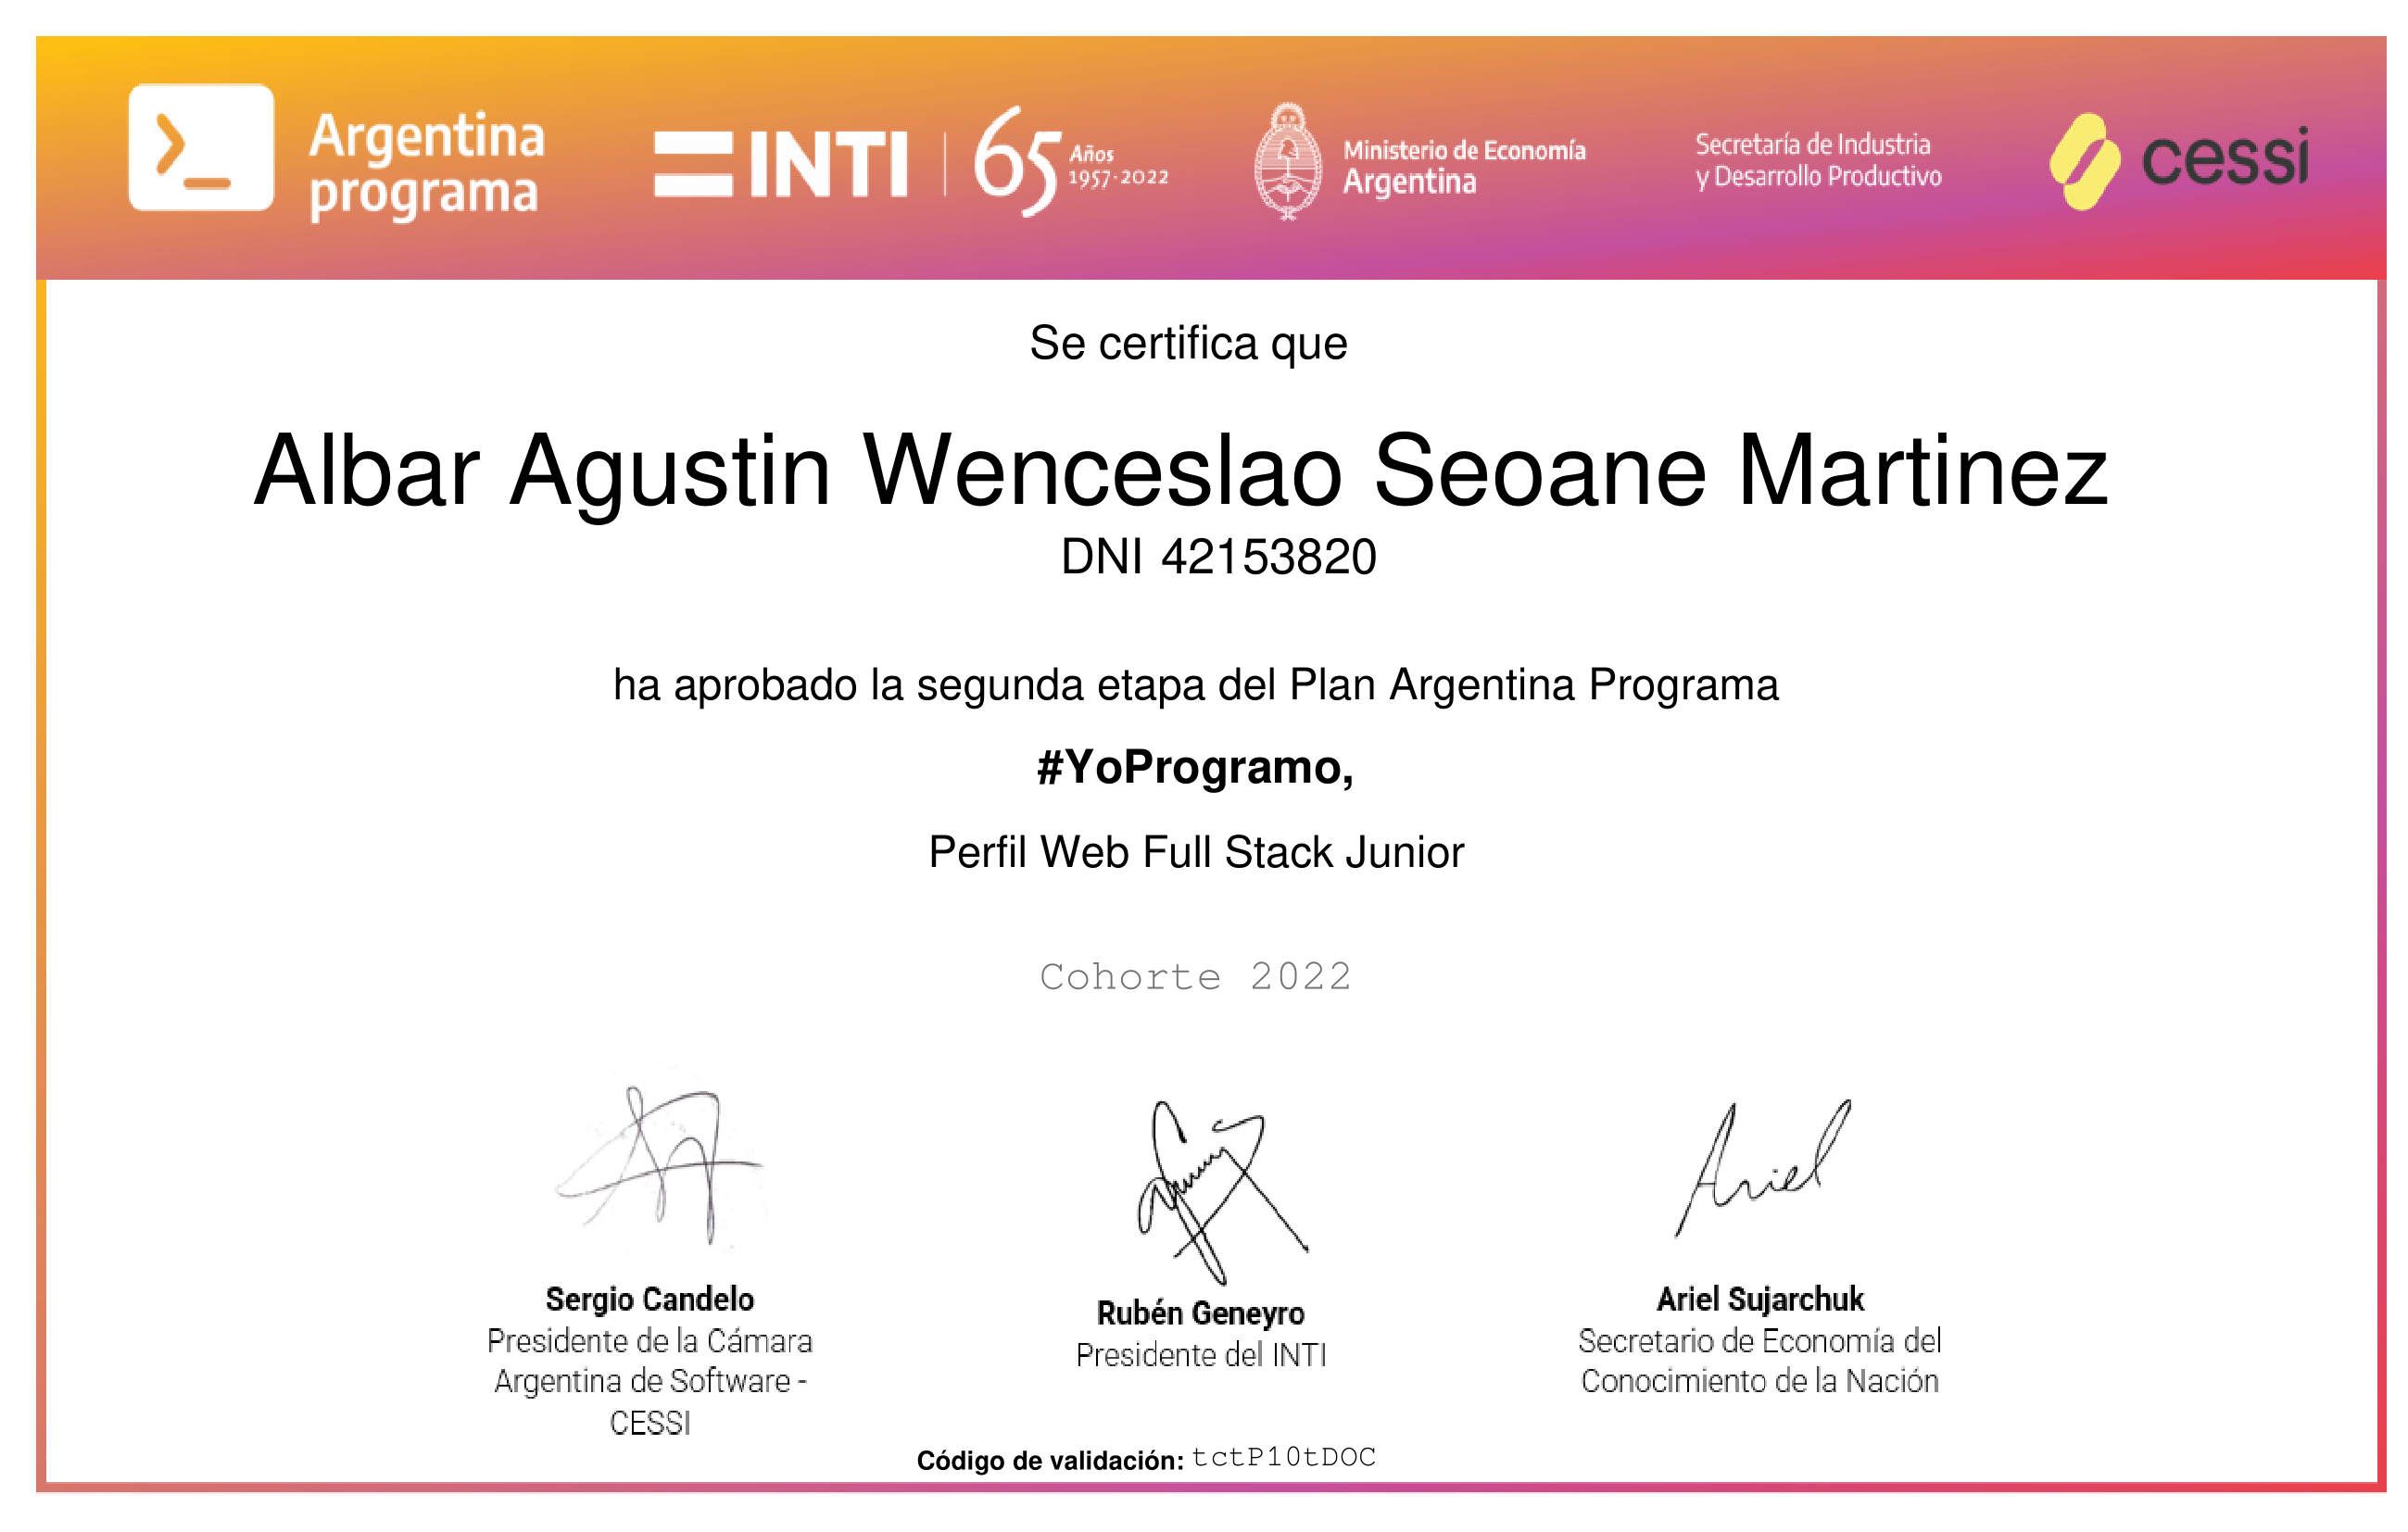 Argentina
programa
INTI
65 Años
1957-2022
Ministerio de Economía
Argentina
Secretaría de Industria
y Desarrollo Productivo
cessi
Se certifica que
Albar Agustin Wenceslao Seoane Martinez
DNI 42153820
ha aprobado la segunda etapa del Plan Argentina Programa
#YoProgramo,
Perfil Web Full Stack Junior
Cohorte 2022
Ariel
Sergio Candelo
Presidente de la Cámara
Argentina de Software -
CESSI
Rubén Geneyro
Presidente del INTI
Ariel Sujarchuk
Secretario de Economía del
Conocimiento de la Nación
Código de validación: tctP10tDOC